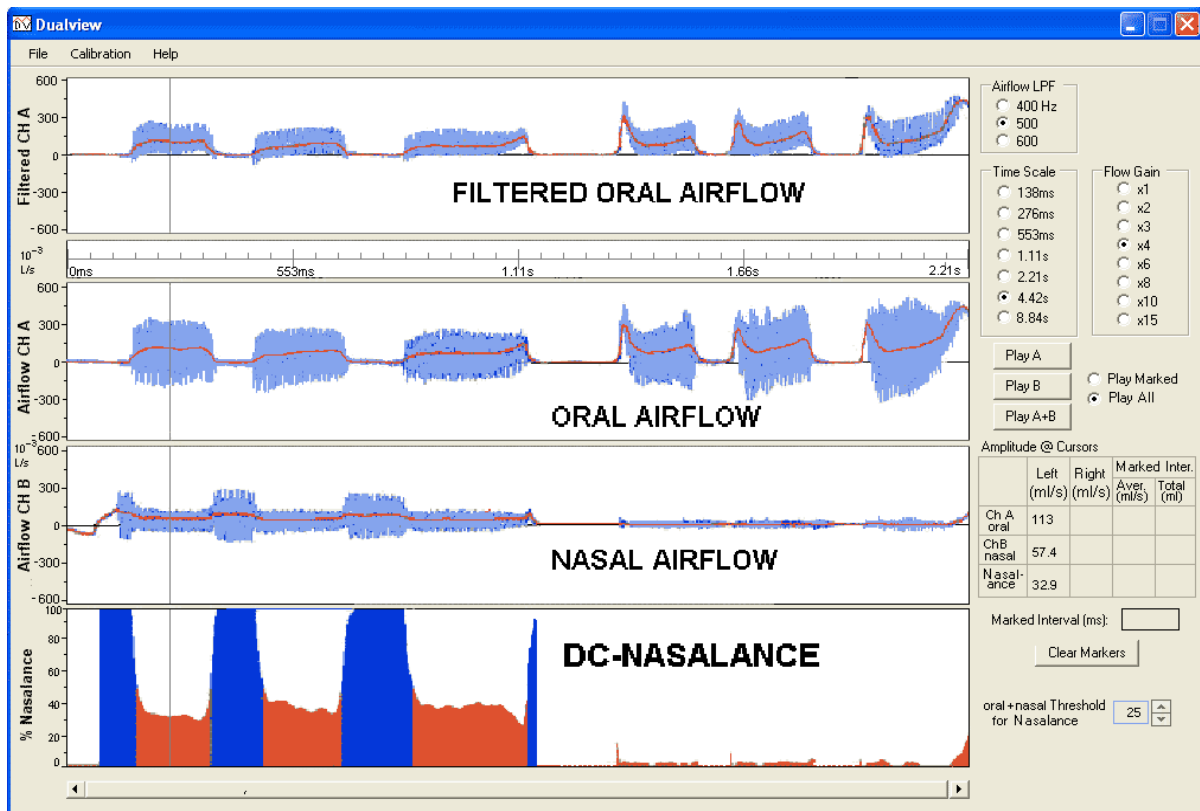 Dualview
File Calibration Help
600
300
0
-300
-600
Filtered CH A
FILTERED ORAL AIRFLOW
10⁻³
L/s
0ms 553ms 1.11s 1.66s 2.21s
600
300
0
-300
-600
Airflow CH A
ORAL AIRFLOW
10⁻³
L/s
600
300
0
-300
-600
Airflow CH B
NASAL AIRFLOW
100
80
60
40
20
0
% Nasalance
DC-NASALANCE
Airflow LPF
400 Hz
500
600
Time Scale
138ms
276ms
553ms
1.11s
2.21s
4.42s
8.84s
Flow Gain
x1
x2
x3
x4
x6
x8
x10
x15
Play A
Play B
Play A+B
Play Marked
Play All
Amplitude @ Cursors
Left (ml/s) Right (ml/s) Marked Inter.
Aver. (ml/s) Total (ml)
Ch A oral 113
ChB nasal 57.4
Nasal-ance 32.9
Marked Interval (ms):
Clear Markers
oral+nasal Threshold
for Nasalance 25